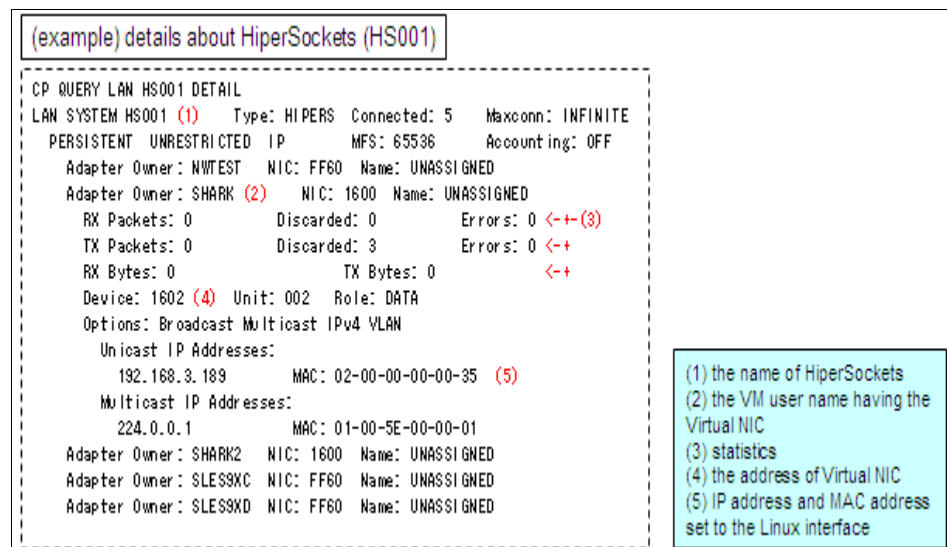 (example) details about HiperSockets (HS001)
CP QUERY LAN HS001 DETAIL
LAN SYSTEM HS001 (1) Type: HIPERS Connected: 5 Maxconn: INFINITE
PERSISTENT UNRESTRICTED IP MFS: 65536 Accounting: OFF
Adapter Owner: NWTEST NIC: FF60 Name: UNASSIGNED
Adapter Owner: SHARK (2) NIC: 1600 Name: UNASSIGNED
RX Packets: 0 Discarded: 0 Errors: 0 <-+-(3)
TX Packets: 0 Discarded: 3 Errors: 0 <-+
RX Bytes: 0 TX Bytes: 0 <-+
Device: 1602 (4) Unit: 002 Role: DATA
Options: Broadcast Multicast IPv4 VLAN
Unicast IP Addresses:
192.168.3.189 MAC: 02-00-00-00-00-35 (5)
Multicast IP Addresses:
224.0.0.1 MAC: 01-00-5E-00-00-01
Adapter Owner: SHARK2 NIC: 1600 Name: UNASSIGNED
Adapter Owner: SLES9XC NIC: FF60 Name: UNASSIGNED
Adapter Owner: SLES9XD NIC: FF60 Name: UNASSIGNED
(1) the name of HiperSockets
(2) the VM user name having the
Virtual NIC
(3) statistics
(4) the address of Virtual NIC
(5) IP address and MAC address
set to the Linux interface